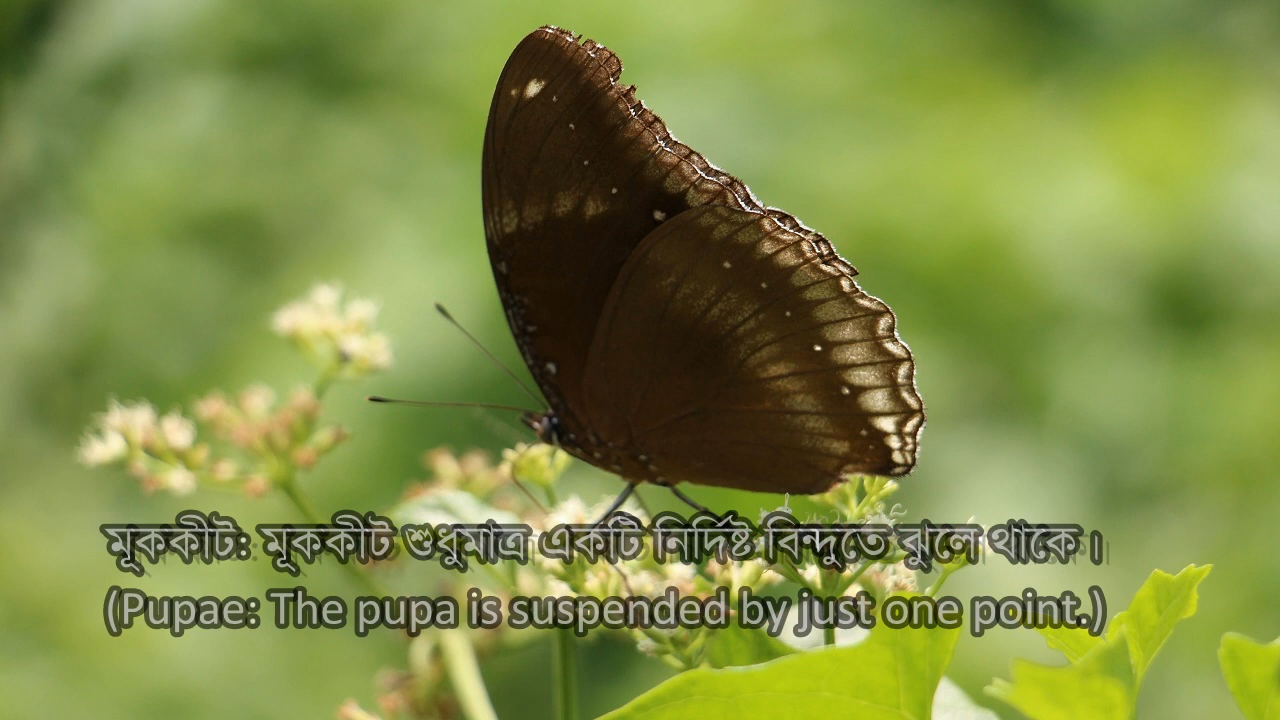 মূককীট: মূককীট শুধুমাত্র একটি বিন্দুই বিন্দুতে ঝুলে থাকে।
(Pupae: The pupa is suspended by just one point.)